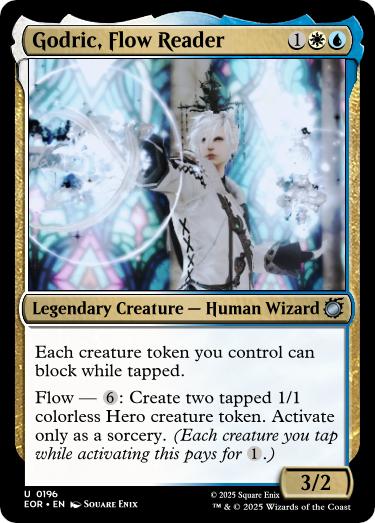 Godric, Flow Reader 1
Legendary Creature — Human Wizard
Each creature token you control can
block while tapped.
Flow — 6: Create two tapped 1/1
colorless Hero creature token. Activate
only as a sorcery. (Each creature you tap
while activating this pays for 1.)
3/2
U 0196
EOR • EN SQUARE ENIX
© 2025 Square Enix
™ & © 2025 Wizards of the Coast